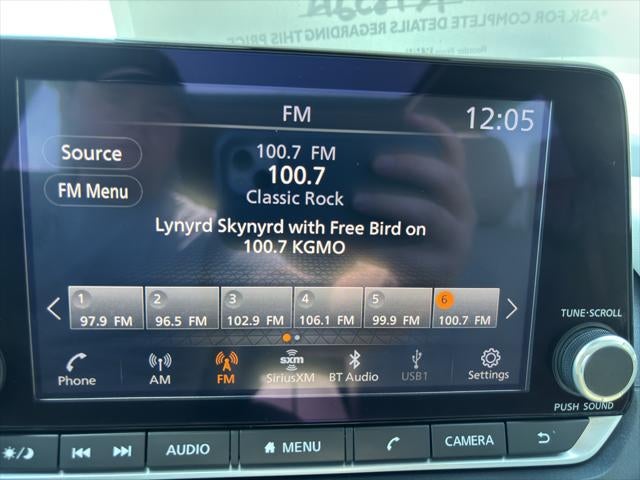 *ASK FOR COMPLETE DETAILS REGARDING THIS PRICE
FM
12:05
Source
FM Menu
100.7 FM
100.7
Classic Rock
Lynyrd Skynyrd with Free Bird on
100.7 KGMO
1
97.9 FM
2
96.5 FM
3
102.9 FM
4
106.1 FM
5
99.9 FM
6
100.7 FM
Phone
AM
FM
sxm
SiriusXM
BT Audio
USB1
Settings
TUNE·SCROLL
PUSH SOUND
AUDIO
MENU
CAMERA